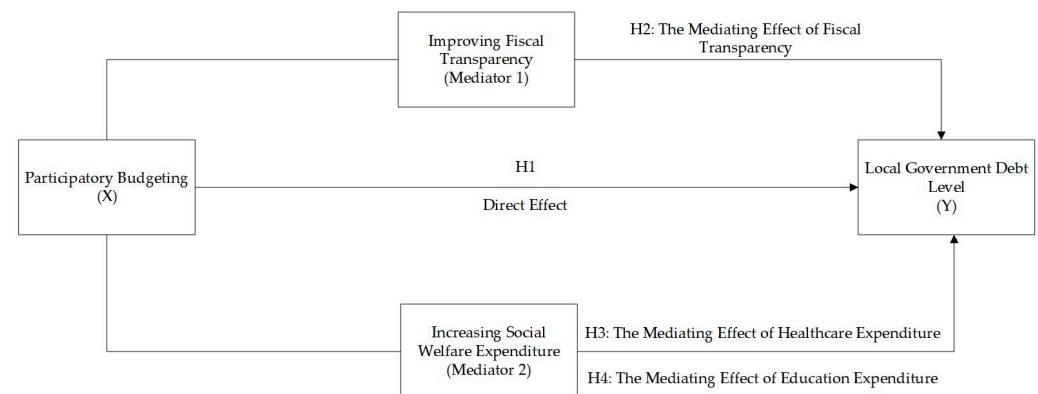 Improving Fiscal
Transparency
(Mediator 1)
H2: The Mediating Effect of Fiscal
Transparency
Participatory Budgeting
(X)
H1
Direct Effect
Local Government Debt
Level
(Y)
Increasing Social
Welfare Expenditure
(Mediator 2)
H3: The Mediating Effect of Healthcare Expenditure
H4: The Mediating Effect of Education Expenditure